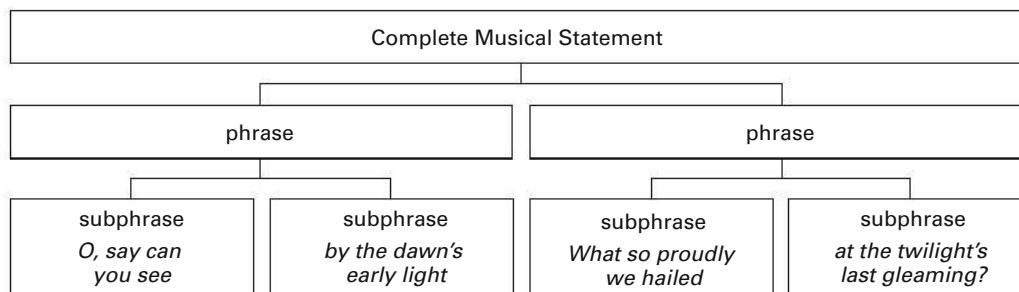 Complete Musical Statement
phrase
phrase
subphrase
O, say can
you see
subphrase
by the dawn's
early light
subphrase
What so proudly
we hailed
subphrase
at the twilight's
last gleaming?